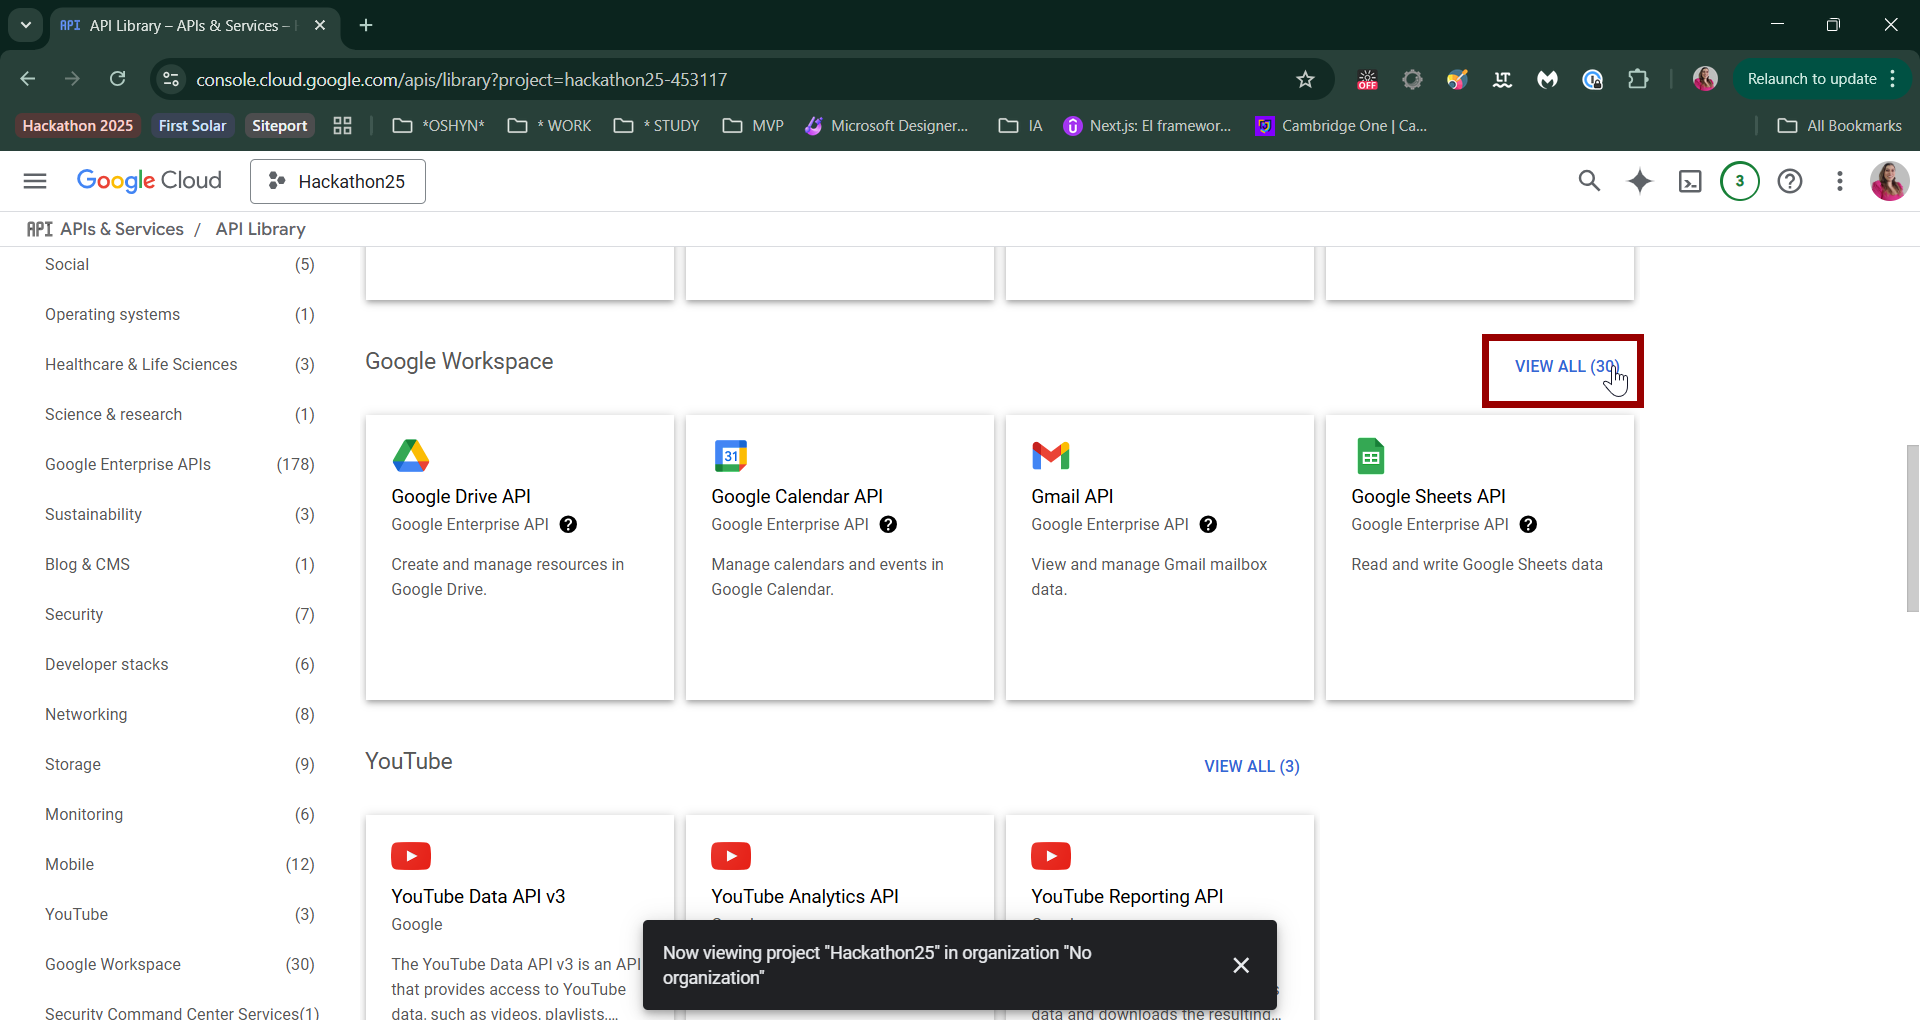 API Library – APIs & Services –
console.cloud.google.com/apis/library?project=hackathon25-453117
OFF
LT
Relaunch to update
Hackathon 2025
First Solar
Siteport
*OSHYN*
* WORK
* STUDY
MVP
Microsoft Designer...
IA
Next.js: El framewor...
Cambridge One | Ca...
All Bookmarks
Google Cloud
Hackathon25
3
API APIs & Services / API Library
Social (5)
Operating systems (1)
Healthcare & Life Sciences (3)
Science & research (1)
Google Enterprise APIs (178)
Sustainability (3)
Blog & CMS (1)
Security (7)
Developer stacks (6)
Networking (8)
Storage (9)
Monitoring (6)
Mobile (12)
YouTube (3)
Google Workspace (30)
Security Command Center Services(1)
Google Workspace
VIEW ALL (30)
Google Drive API
Google Enterprise API
Create and manage resources in
Google Drive.
31
Google Calendar API
Google Enterprise API
Manage calendars and events in
Google Calendar.
Gmail API
Google Enterprise API
View and manage Gmail mailbox
data.
Google Sheets API
Google Enterprise API
Read and write Google Sheets data
YouTube
VIEW ALL (3)
YouTube Data API v3
Google
The YouTube Data API v3 is an API
that provides access to YouTube
data, such as videos, playlists,...
YouTube Analytics API
YouTube Reporting API
data and downloads the resulting...
Now viewing project "Hackathon25" in organization "No
organization"